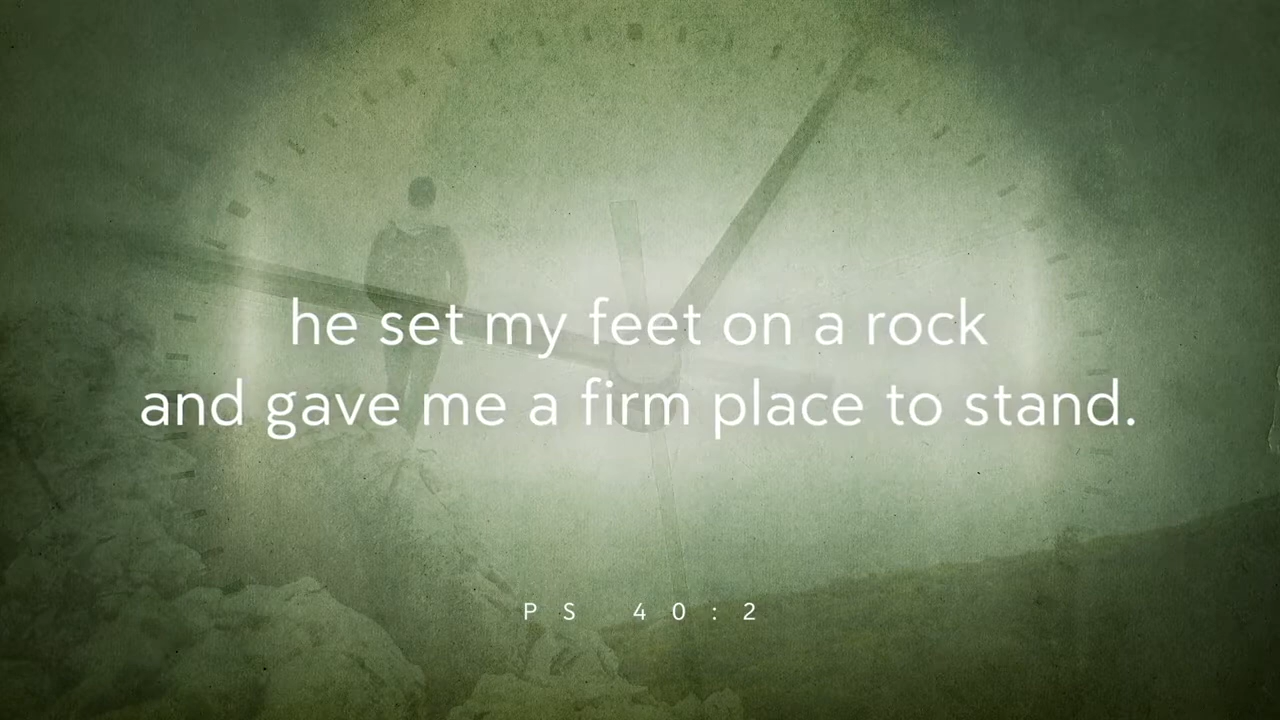 he set my feet on a rock
and gave me a firm place to stand.
PS 40:2